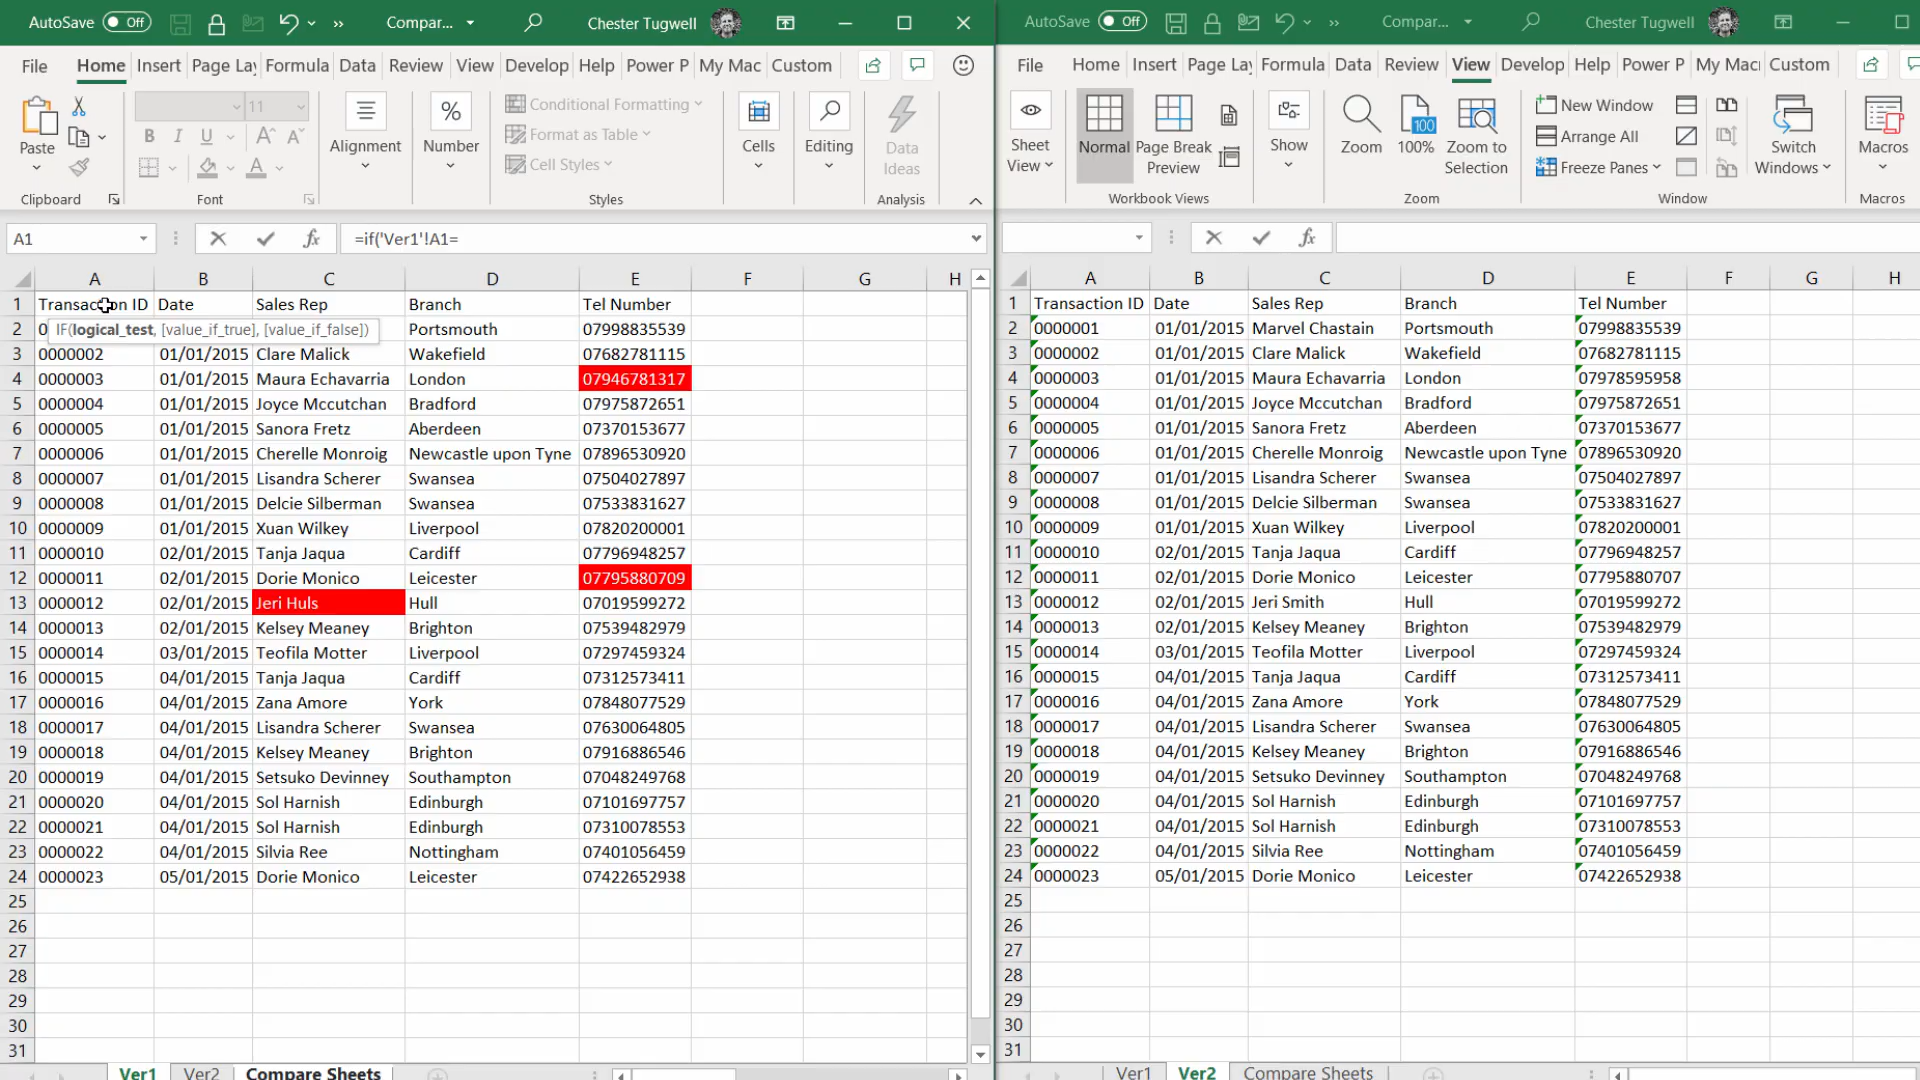 AutoSave Off Compar... Chester Tugwell
File Home Insert Page Lay Formula Data Review View Develop Help Power P My Mac Custom
11
B I U A A
Paste Alignment Number
Conditional Formatting
Format as Table
Cell Styles
Cells Editing Data Ideas
Clipboard Font Styles Analysis
A1 fx =if('Ver1'!A1=
A B C D E F G H
1 Transaction ID Date Sales Rep Branch Tel Number
IF(logical_test, [value_if_true], [value_if_false])
2 0 Portsmouth 07998835539
3 0000002 01/01/2015 Clare Malick Wakefield 07682781115
4 0000003 01/01/2015 Maura Echavarria London 07946781317
5 0000004 01/01/2015 Joyce Mccutchan Bradford 07975872651
6 0000005 01/01/2015 Sanora Fretz Aberdeen 07370153677
7 0000006 01/01/2015 Cherelle Monroig Newcastle upon Tyne 07896530920
8 0000007 01/01/2015 Lisandra Scherer Swansea 07504027897
9 0000008 01/01/2015 Delcie Silberman Swansea 07533831627
10 0000009 01/01/2015 Xuan Wilkey Liverpool 07820200001
11 0000010 02/01/2015 Tanja Jaqua Cardiff 07796948257
12 0000011 02/01/2015 Dorie Monico Leicester 07795880709
13 0000012 02/01/2015 Jeri Huls Hull 07019599272
14 0000013 02/01/2015 Kelsey Meaney Brighton 07539482979
15 0000014 03/01/2015 Teofila Motter Liverpool 07297459324
16 0000015 04/01/2015 Tanja Jaqua Cardiff 07312573411
17 0000016 04/01/2015 Zana Amore York 07848077529
18 0000017 04/01/2015 Lisandra Scherer Swansea 07630064805
19 0000018 04/01/2015 Kelsey Meaney Brighton 07916886546
20 0000019 04/01/2015 Setsuko Devinney Southampton 07048249768
21 0000020 04/01/2015 Sol Harnish Edinburgh 07101697757
22 0000021 04/01/2015 Sol Harnish Edinburgh 07310078553
23 0000022 04/01/2015 Silvia Ree Nottingham 07401056459
24 0000023 05/01/2015 Dorie Monico Leicester 07422652938
25
26
27
28
29
30
31
Ver1 Ver2 Compare Sheets
AutoSave Off Compar... Chester Tugwell
File Home Insert Page Lay Formula Data Review View Develop Help Power P My Mac Custom
Sheet View Normal Page Break Preview Show Zoom 100 100% Zoom to Selection
New Window
Arrange All
Freeze Panes
Switch Windows Macros
Workbook Views Zoom Window Macros
fx
A B C D E F G H
1 Transaction ID Date Sales Rep Branch Tel Number
2 0000001 01/01/2015 Marvel Chastain Portsmouth 07998835539
3 0000002 01/01/2015 Clare Malick Wakefield 07682781115
4 0000003 01/01/2015 Maura Echavarria London 07978595958
5 0000004 01/01/2015 Joyce Mccutchan Bradford 07975872651
6 0000005 01/01/2015 Sanora Fretz Aberdeen 07370153677
7 0000006 01/01/2015 Cherelle Monroig Newcastle upon Tyne 07896530920
8 0000007 01/01/2015 Lisandra Scherer Swansea 07504027897
9 0000008 01/01/2015 Delcie Silberman Swansea 07533831627
10 0000009 01/01/2015 Xuan Wilkey Liverpool 07820200001
11 0000010 02/01/2015 Tanja Jaqua Cardiff 07796948257
12 0000011 02/01/2015 Dorie Monico Leicester 07795880707
13 0000012 02/01/2015 Jeri Smith Hull 07019599272
14 0000013 02/01/2015 Kelsey Meaney Brighton 07539482979
15 0000014 03/01/2015 Teofila Motter Liverpool 07297459324
16 0000015 04/01/2015 Tanja Jaqua Cardiff 07312573411
17 0000016 04/01/2015 Zana Amore York 07848077529
18 0000017 04/01/2015 Lisandra Scherer Swansea 07630064805
19 0000018 04/01/2015 Kelsey Meaney Brighton 07916886546
20 0000019 04/01/2015 Setsuko Devinney Southampton 07048249768
21 0000020 04/01/2015 Sol Harnish Edinburgh 07101697757
22 0000021 04/01/2015 Sol Harnish Edinburgh 07310078553
23 0000022 04/01/2015 Silvia Ree Nottingham 07401056459
24 0000023 05/01/2015 Dorie Monico Leicester 07422652938
25
26
27
28
29
30
31
Ver1 Ver2 Compare Sheets